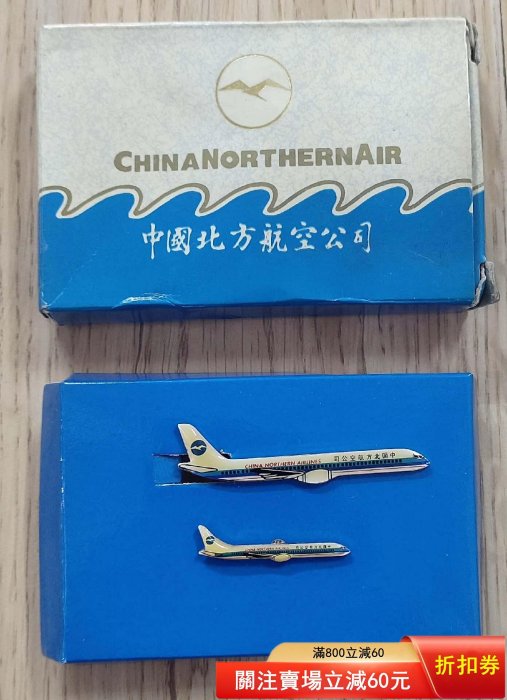 CHINANORTHERNAIR
中國北方航空公司
CHINA NORTHERN AIRLINES
司公空航方北國中
滿800立減60
關注賣場立減60元
折扣券